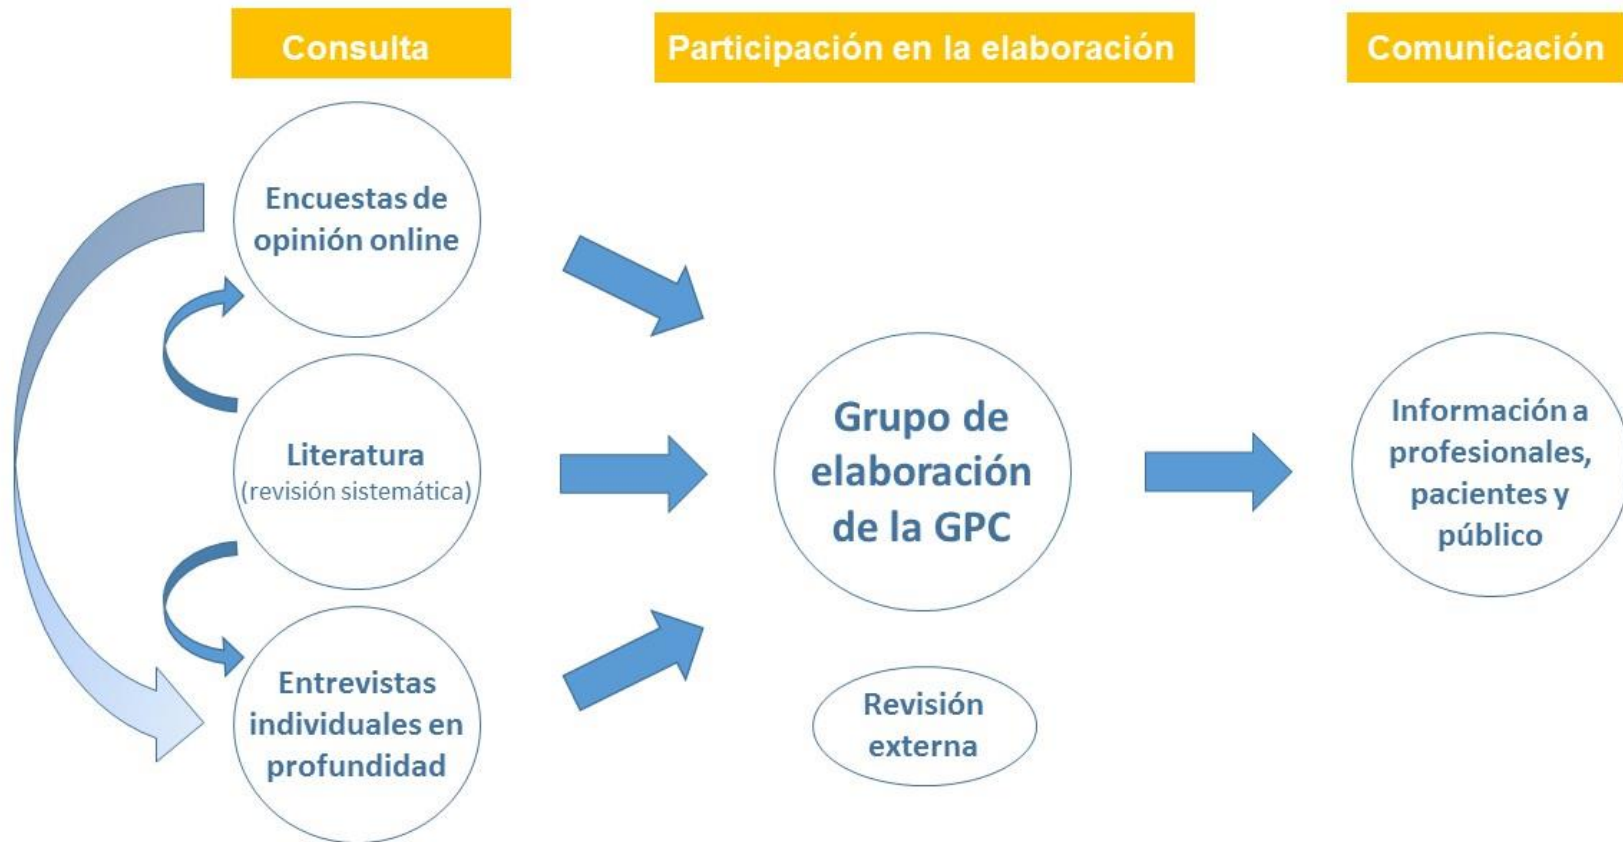 Consulta
Participación en la elaboración
Comunicación
Encuestas de
opinión online
Literatura
(revisión sistemática)
Entrevistas
individuales en
profundidad
Grupo de
elaboración
de la GPC
Revisión
externa
Información a
profesionales,
pacientes y
público